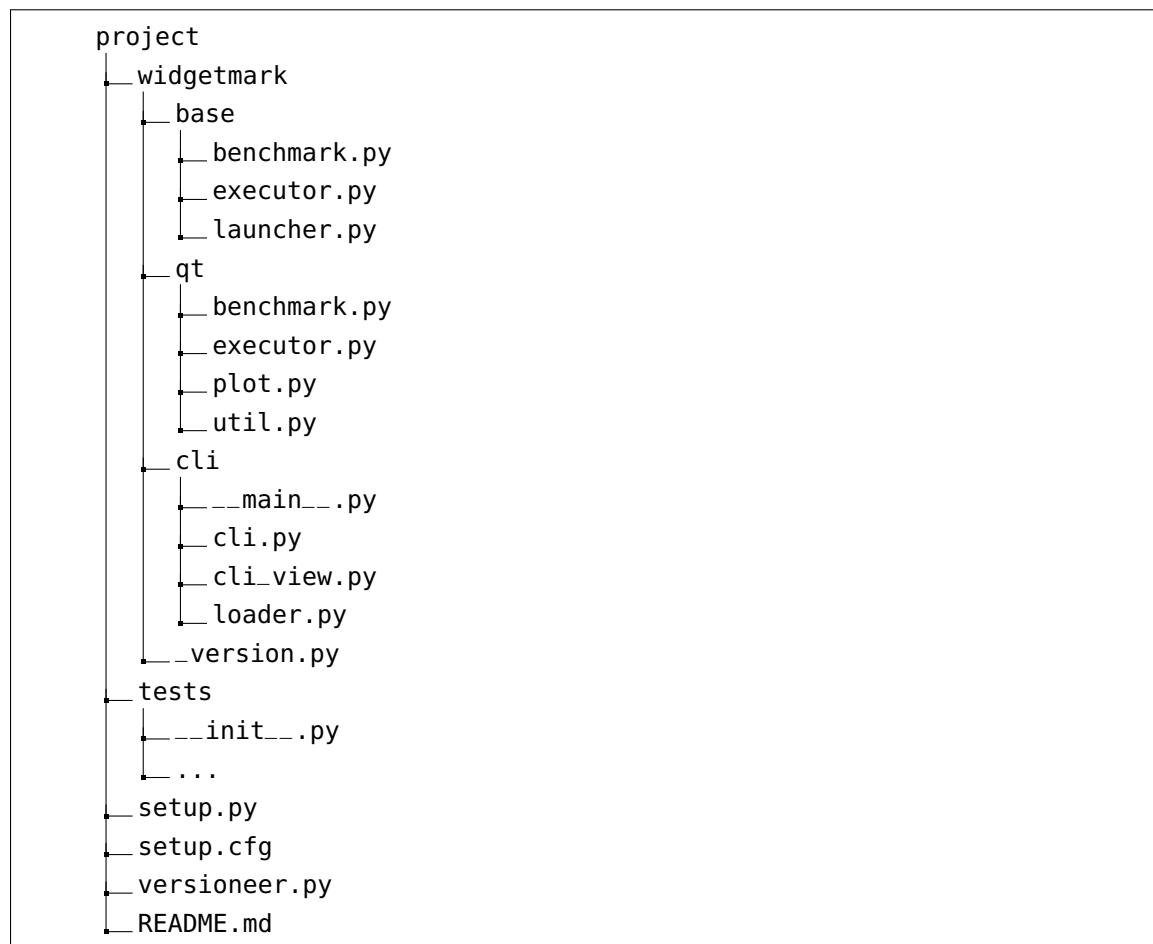 project
widgetmark
base
benchmark.py
executor.py
launcher.py
qt
benchmark.py
executor.py
plot.py
util.py
cli
__main__.py
cli.py
cli_view.py
loader.py
_version.py
tests
__init__.py
...
setup.py
setup.cfg
versioneer.py
README.md